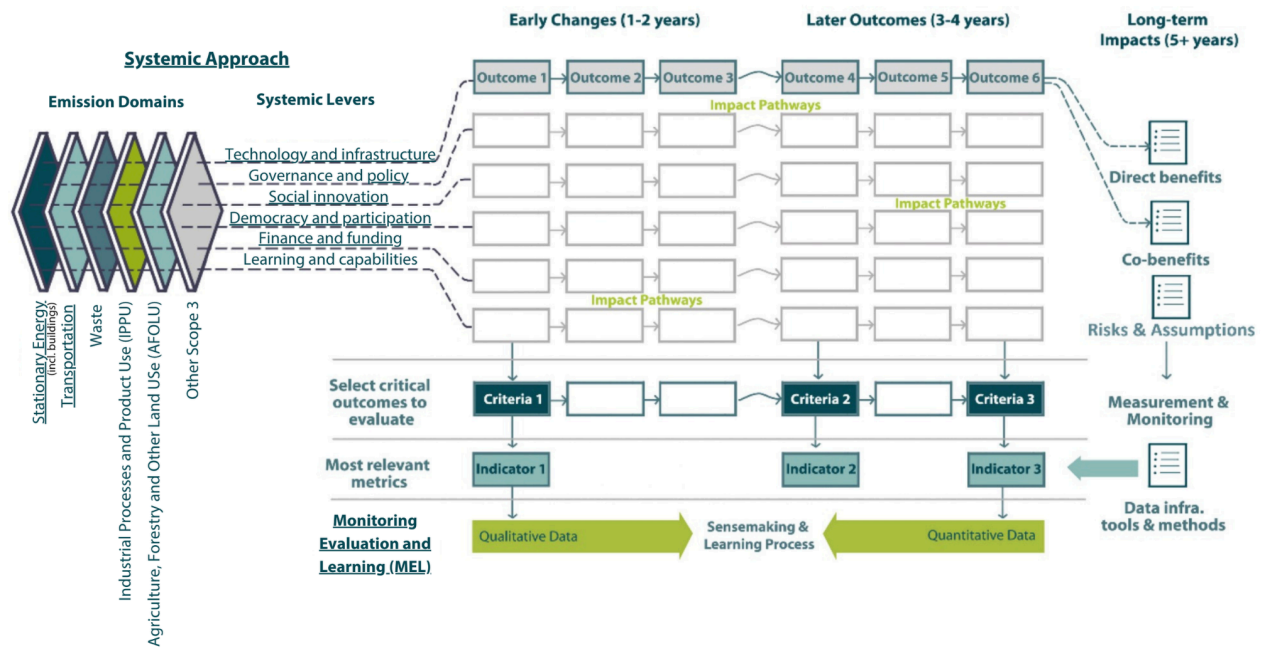 Early Changes (1-2 years)
Later Outcomes (3-4 years)
Long-term
Impacts (5+ years)
Systemic Approach
Emission Domains
Systemic Levers
Outcome 1
Outcome 2
Outcome 3
Outcome 4
Outcome 5
Outcome 6
Impact Pathways
Technology and infrastructure
Governance and policy
Social innovation
Democracy and participation
Finance and funding
Learning and capabilities
Impact Pathways
Impact Pathways
Direct benefits
Co-benefits
Risks & Assumptions
Stationary Energy
(incl. buildings)
Transportation
Waste
Industrial Processes and Product Use (IPPU)
Agriculture, Forestry and Other Land USe (AFOLU)
Other Scope 3
Select critical
outcomes to
evaluate
Criteria 1
Criteria 2
Criteria 3
Measurement &
Monitoring
Most relevant
metrics
Indicator 1
Indicator 2
Indicator 3
Data infra.
tools & methods
Monitoring
Evaluation and
Learning (MEL)
Qualitative Data
Sensemaking &
Learning Process
Quantitative Data